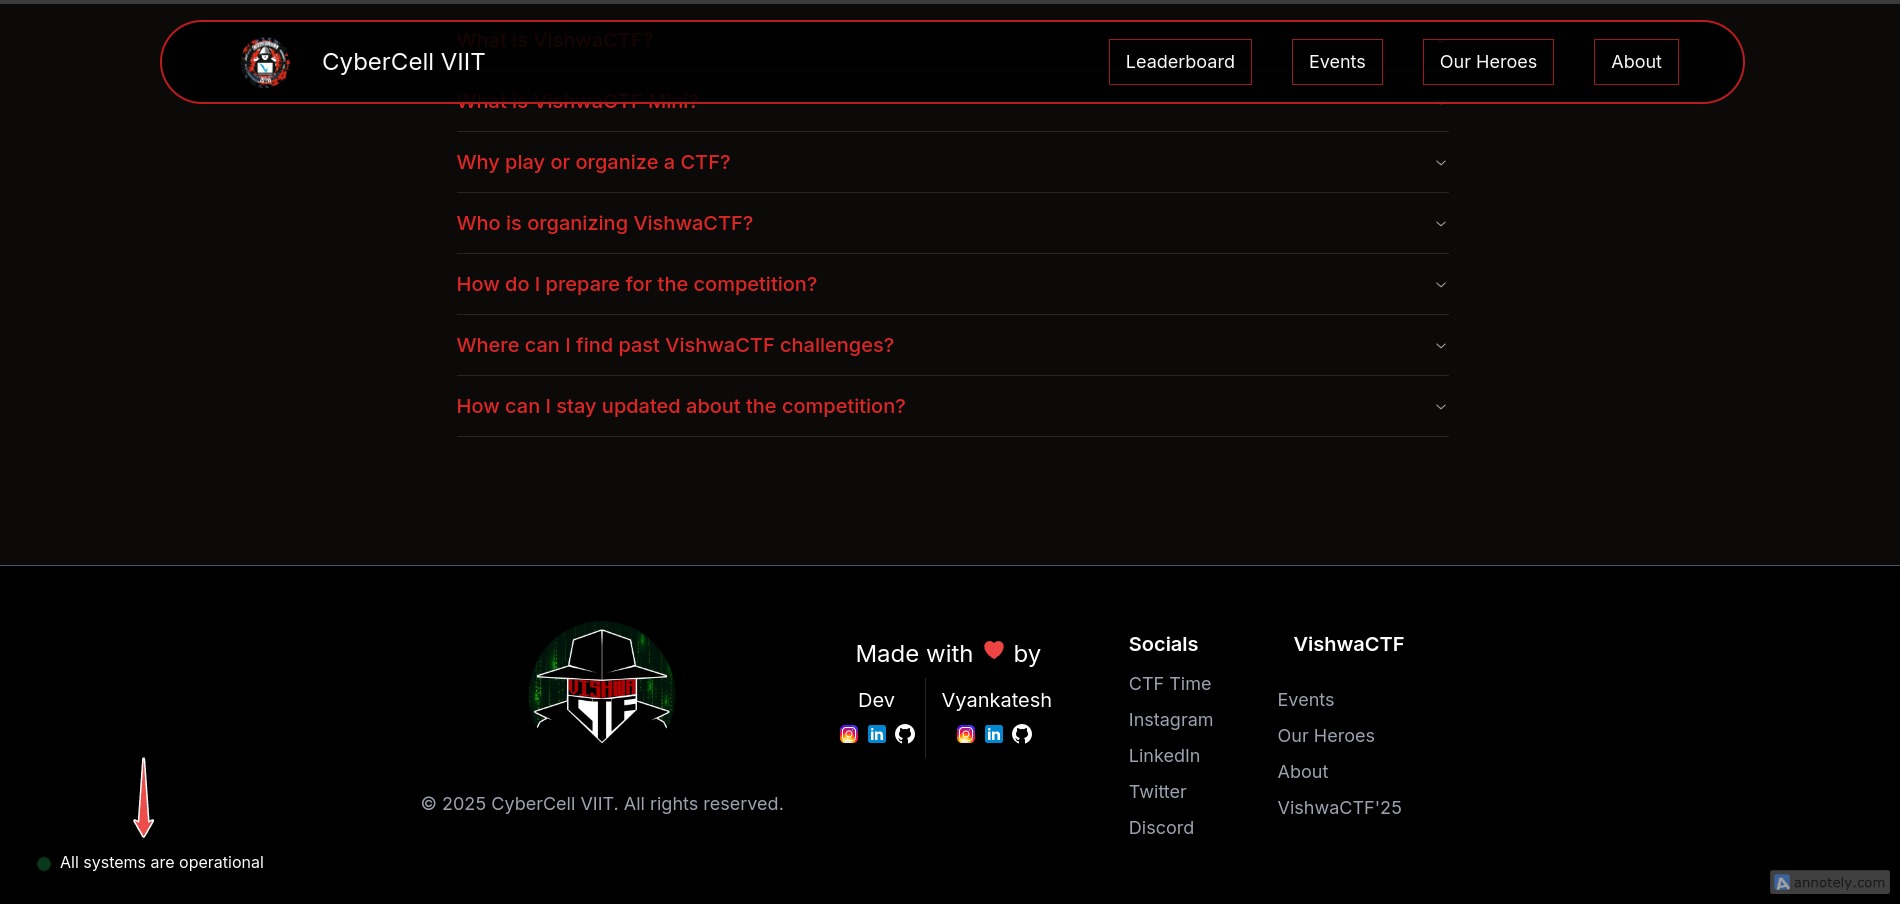 What is VishwaCTF?
CyberCell VIIT
Leaderboard
Events
Our Heroes
About
What is VishwaCTF Mini?
Why play or organize a CTF?
Who is organizing VishwaCTF?
How do I prepare for the competition?
Where can I find past VishwaCTF challenges?
How can I stay updated about the competition?
VISHWA
CTF
© 2025 CyberCell VIIT. All rights reserved.
Made with ❤ by
Dev
Vyankatesh
Socials
CTF Time
Instagram
LinkedIn
Twitter
Discord
VishwaCTF
Events
Our Heroes
About
VishwaCTF'25
All systems are operational
annotely.com